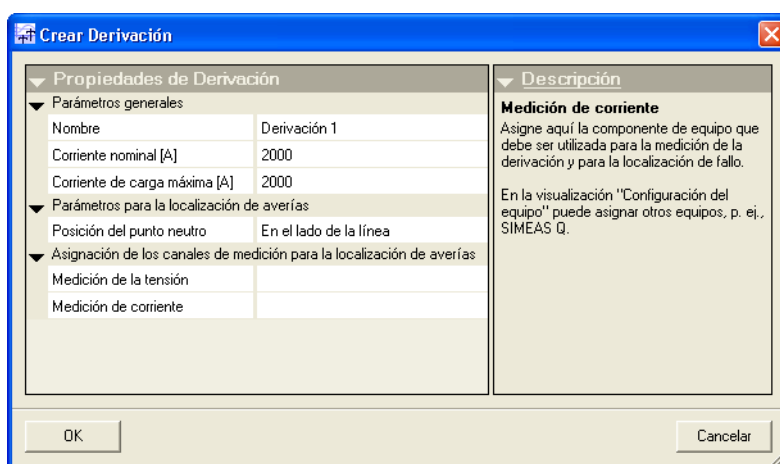 Crear Derivación
Propiedades de Derivación
Parámetros generales
Nombre Derivación 1
Corriente nominal [A] 2000
Corriente de carga máxima [A] 2000
Parámetros para la localización de averías
Posición del punto neutro En el lado de la línea
Asignación de los canales de medición para la localización de averías
Medición de la tensión
Medición de corriente
Descripción
Medición de corriente
Asigne aquí la componente de equipo que
debe ser utilizada para la medición de la
derivación y para la localización de fallo.
En la visualización "Configuración del
equipo" puede asignar otros equipos, p. ej.,
SIMEAS Q.
OK
Cancelar